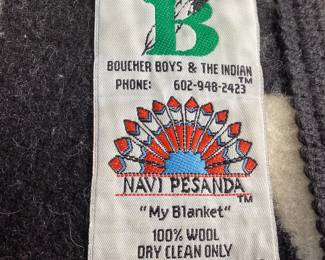 B
BOUCHER BOYS & THE INDIAN
TM
PHONE: 602-948-2423
NAVI PESANDA
TM
"My Blanket"
100% WOOL
DRY CLEAN ONLY